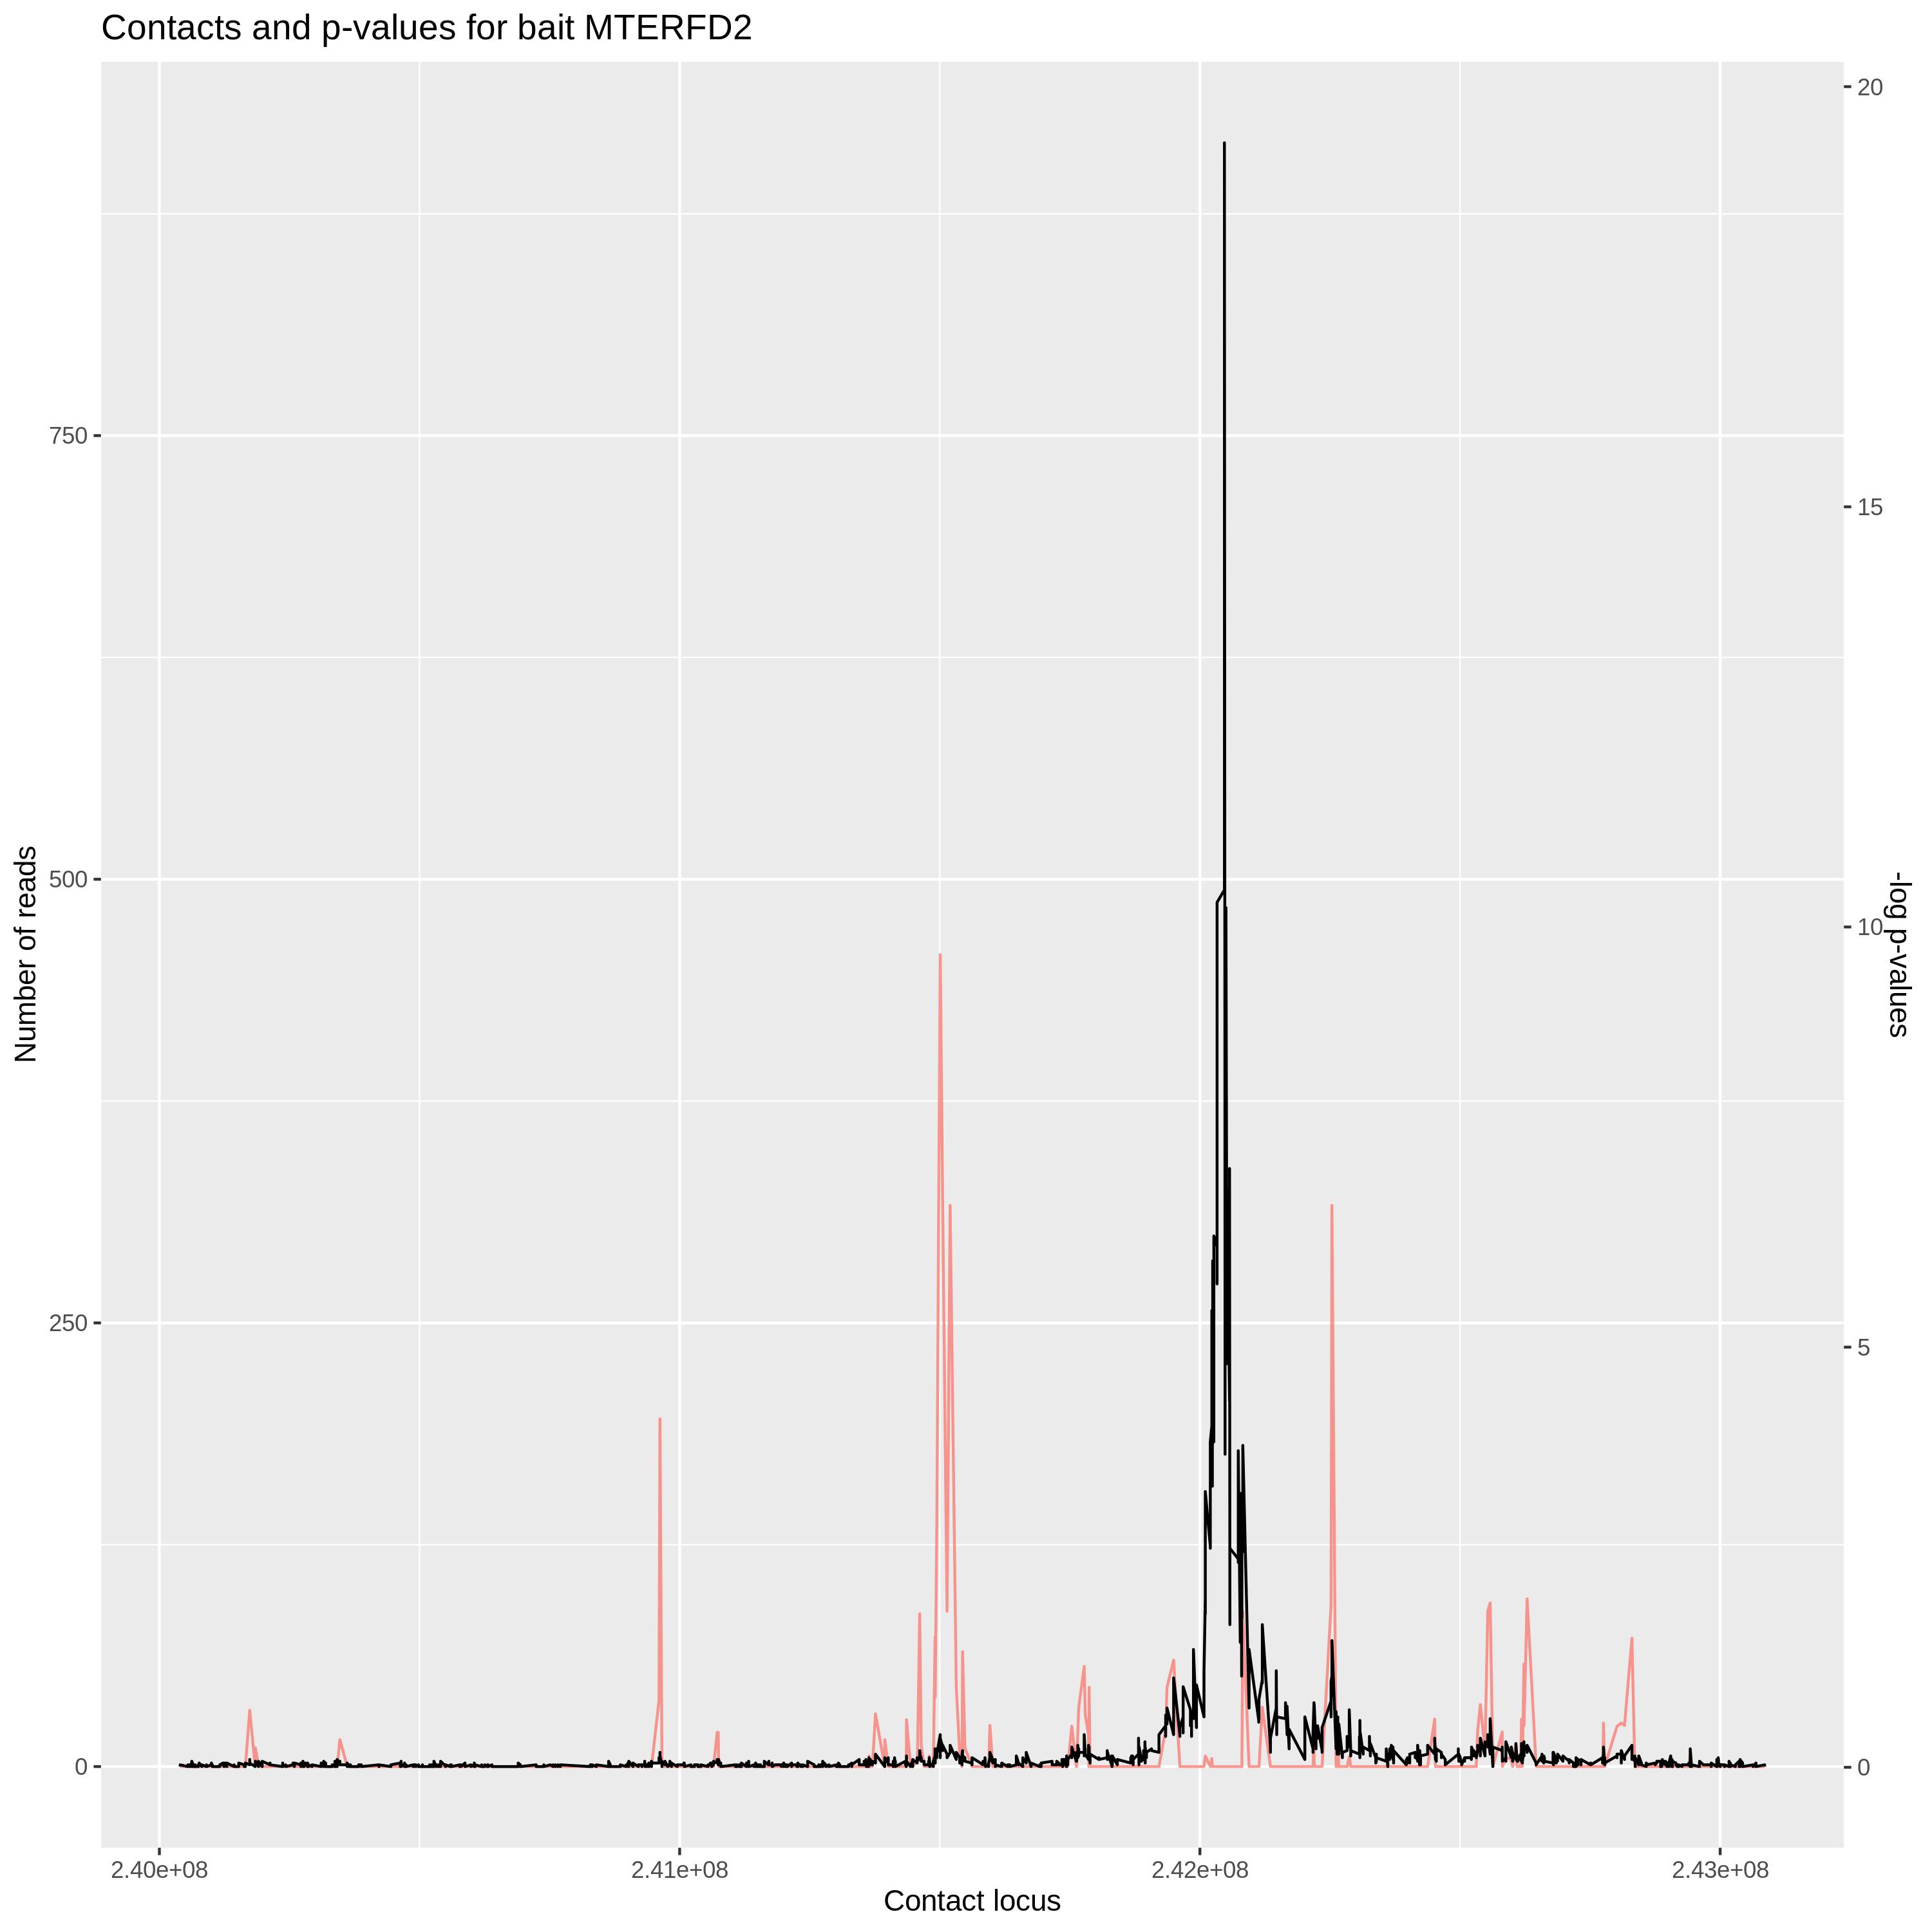 Contacts and p-values for bait MTERFD2
20
750
15
500
10
250
5
0
0
Number of reads
-log p-values
2.40e+08
2.41e+08
2.42e+08
2.43e+08
Contact locus